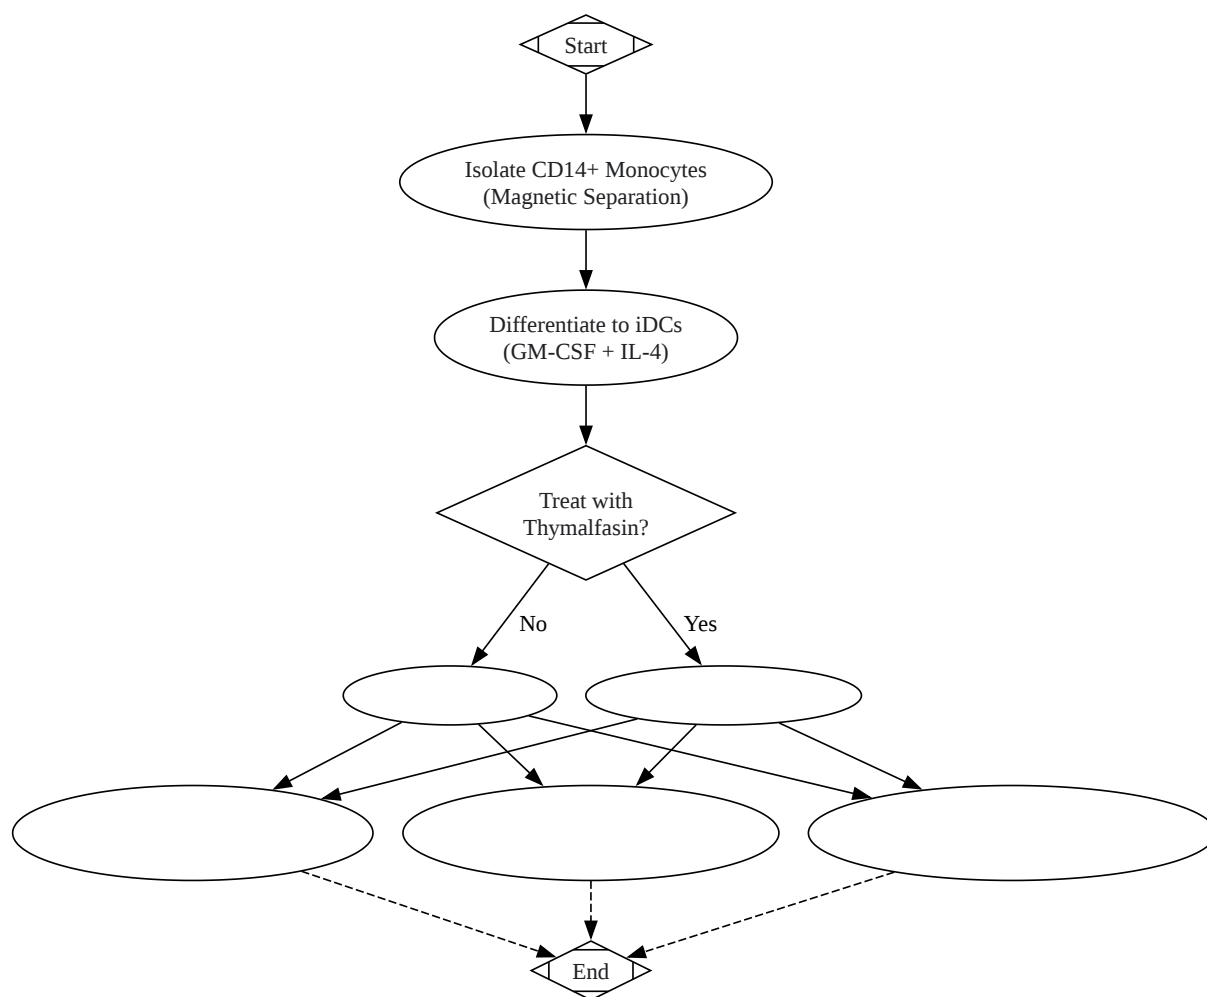 Start
Isolate CD14+ Monocytes
(Magnetic Separation)
Differentiate to iDCs
(GM-CSF + IL-4)
Treat with
Thymalfasin?
No
Yes
End